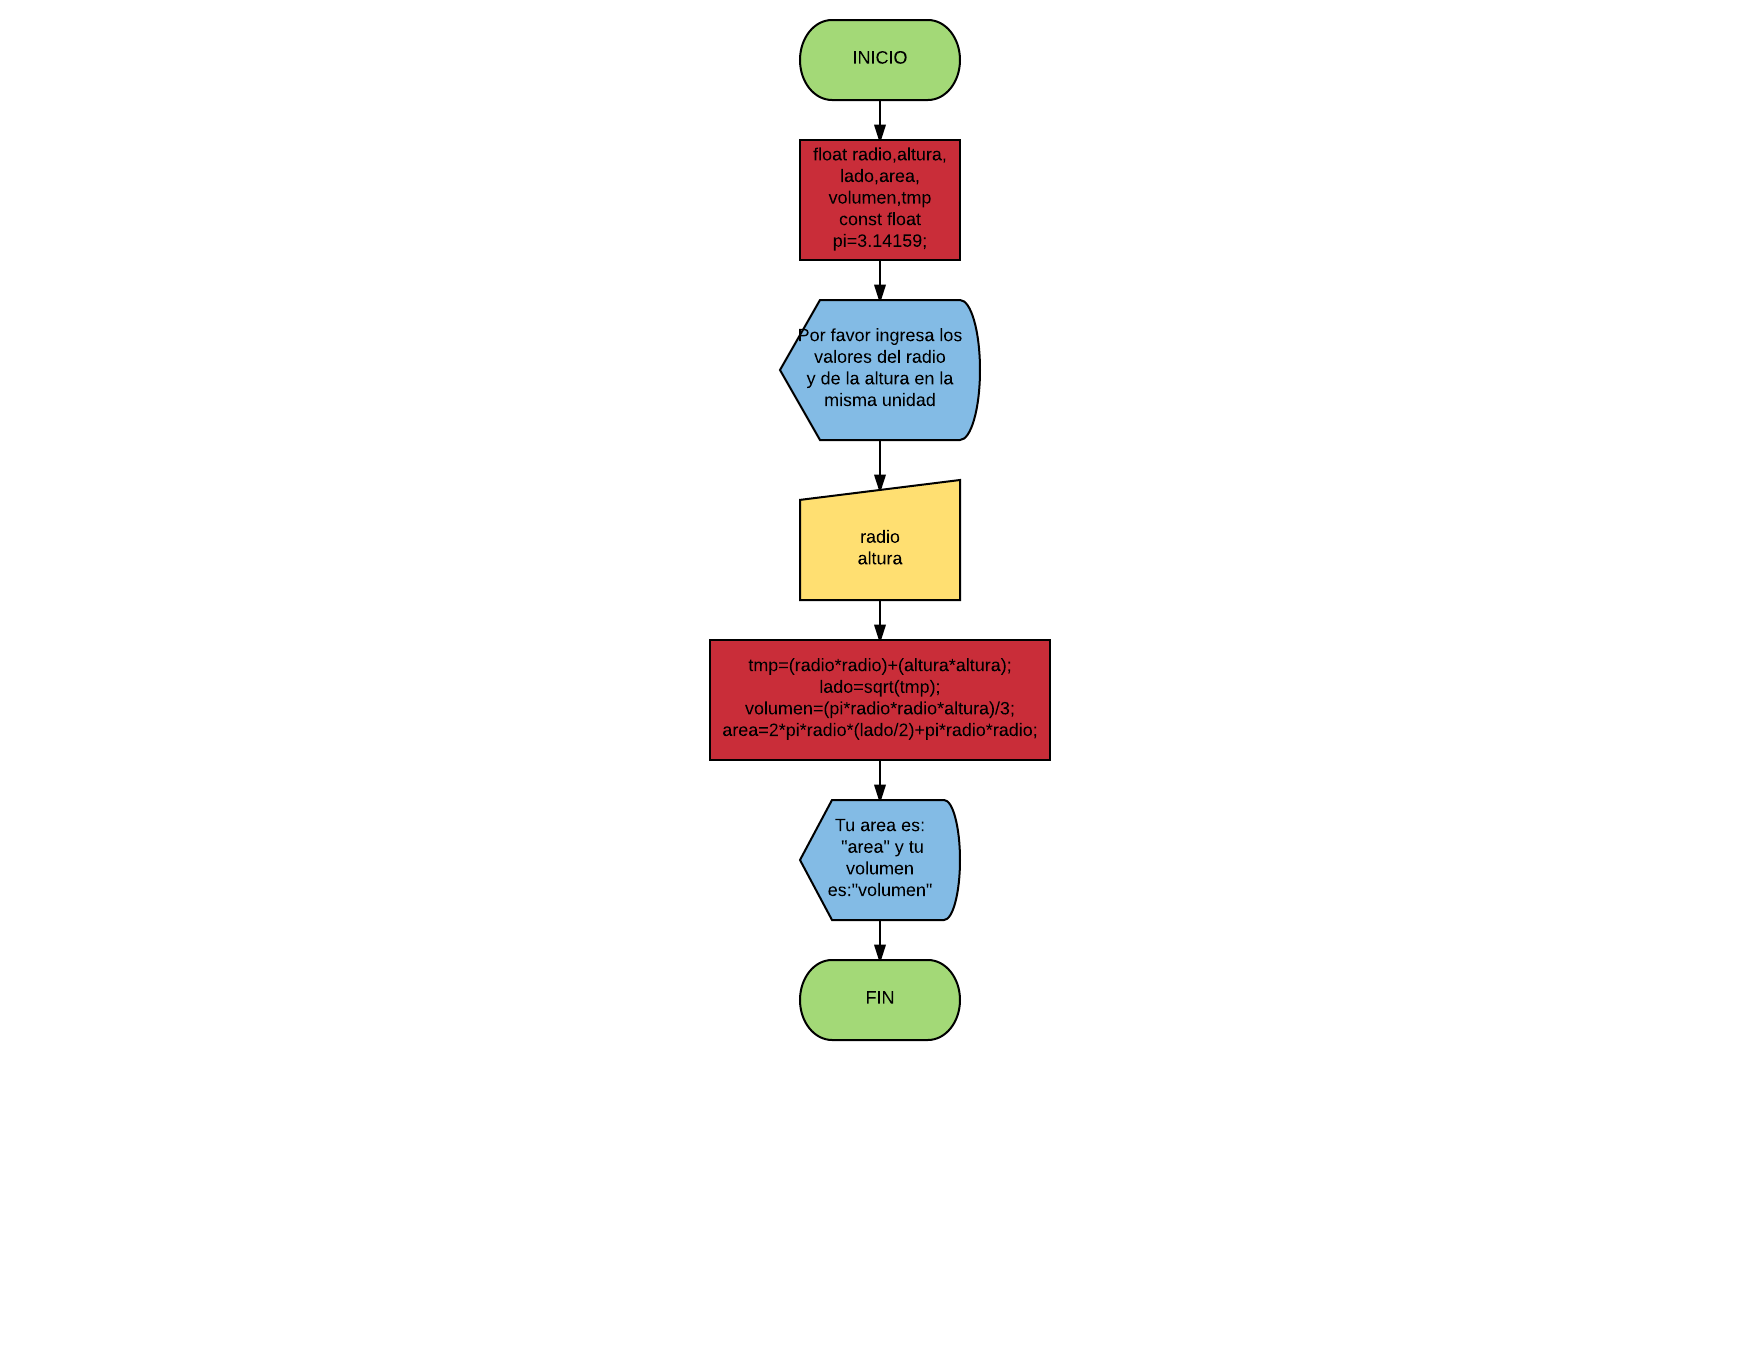 INICIO
float radio,altura,
lado,area,
volumen,tmp
const float
pi=3.14159;
Por favor ingresa los
valores del radio
y de la altura en la
misma unidad
radio
altura
tmp=(radio*radio)+(altura*altura);
lado=sqrt(tmp);
volumen=(pi*radio*radio*altura)/3;
area=2*pi*radio*(lado/2)+pi*radio*radio;
Tu area es:
"area" y tu
volumen
es:"volumen"
FIN